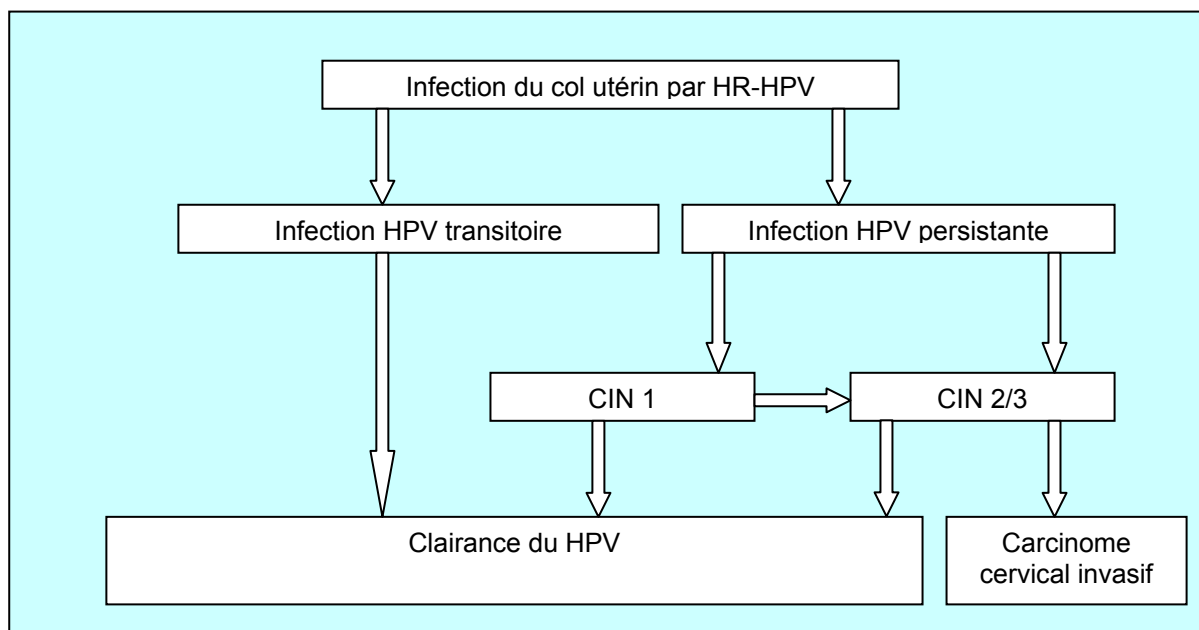 Infection du col utérin par HR-HPV
Infection HPV transitoire
Infection HPV persistante
CIN 1
CIN 2/3
Clairance du HPV
Carcinome
cervical invasif